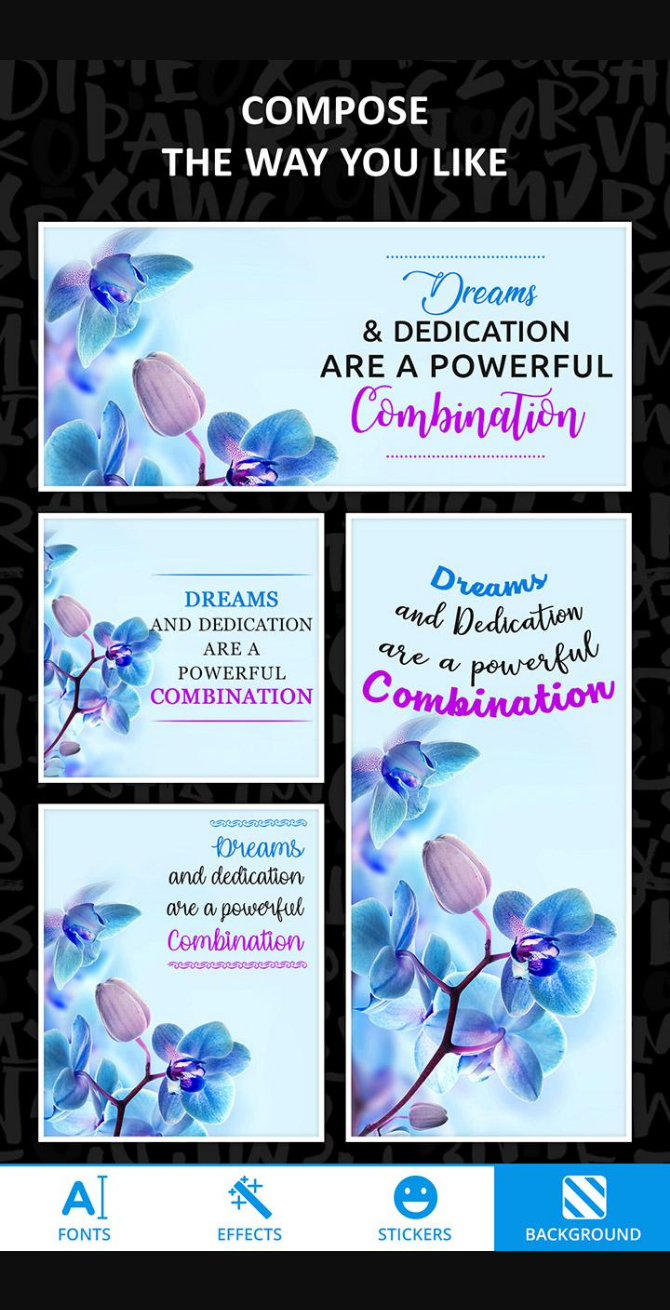 COMPOSE
THE WAY YOU LIKE
Dreams
& DEDICATION
ARE A POWERFUL
Combination
DREAMS
AND DEDICATION
ARE A
POWERFUL
COMBINATION
Dreams
and Dedication
are a powerful
Combination
Dreams
and dedication
are a powerful
Combination
FONTS
EFFECTS
STICKERS
BACKGROUND